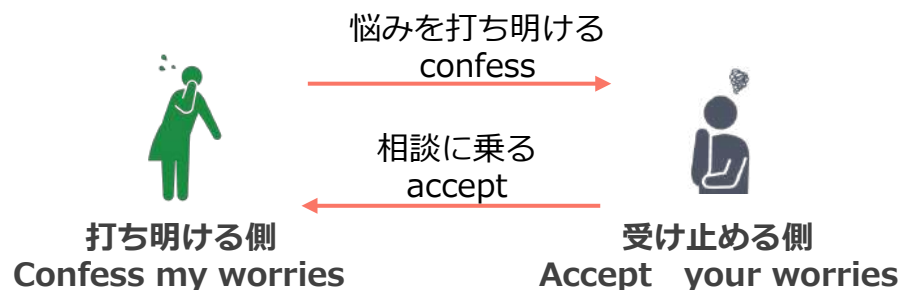 悩みを打ち明ける
confess
相談に乗る
accept
打ち明ける側
Confess my worries
受け止める側
Accept your worries